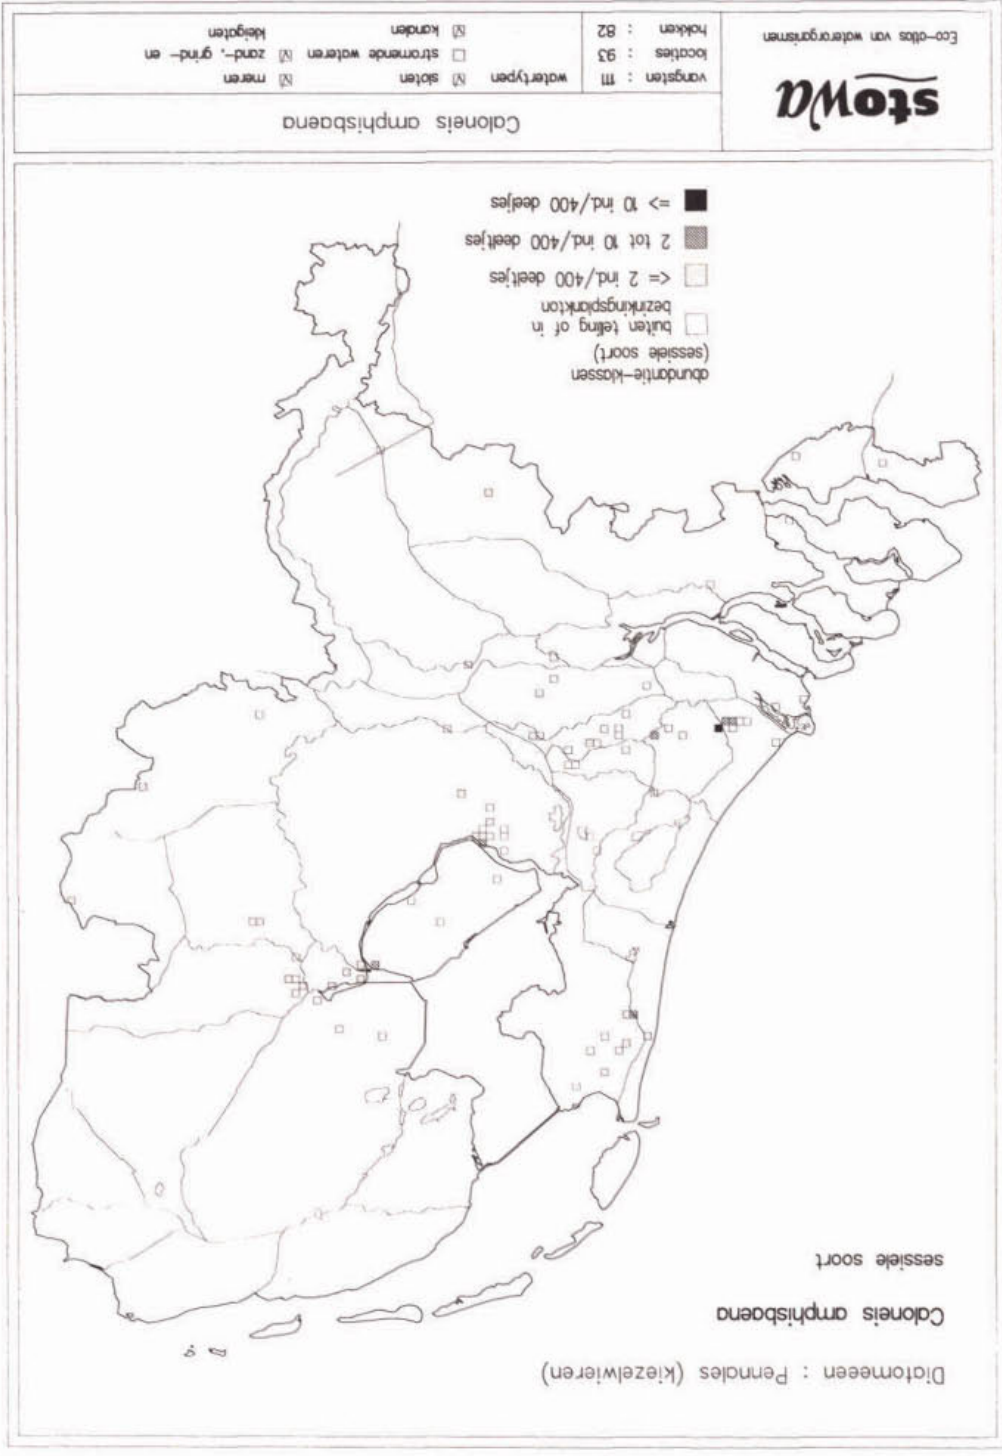 Diatomeeen : Pennales (kiezelwieren)
Caloneis amphisbaena
sessiele soort
abundantie-klassen
(sessiele soort)
buiten telling of in
bezinkingsplankton
<= 2 ind./400 deeltjes
2 tot 10 ind./400 deeltjes
=> 10 ind./400 deeljes
stowa
Eco-atlas van waterorganismen
Caloneis amphisbaena
vangsten : 111
locaties : 93
hokken : 82
watertypen
sloten
stromende wateren
kanalen
meren
zand-, grind- en
kleigaten